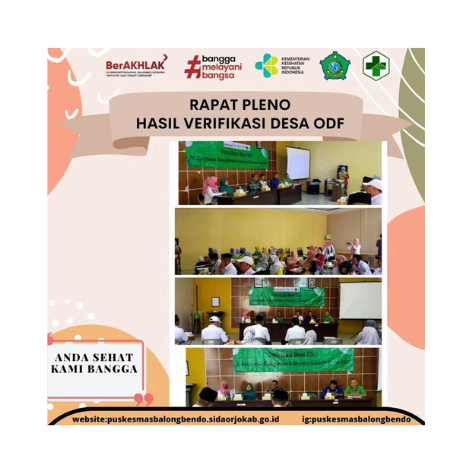 BerAKHLAK
#bangga
melayani
bangsa
KEMENTERIAN
KESEHATAN
REPUBLIK
INDONESIA
RAPAT PLENO
HASIL VERIFIKASI DESA ODF
ANDA SEHAT
KAMI BANGGA
website:puskesmasbalongbendo.sidaorjokab.go.id
ig:puskesmasbalongbendo